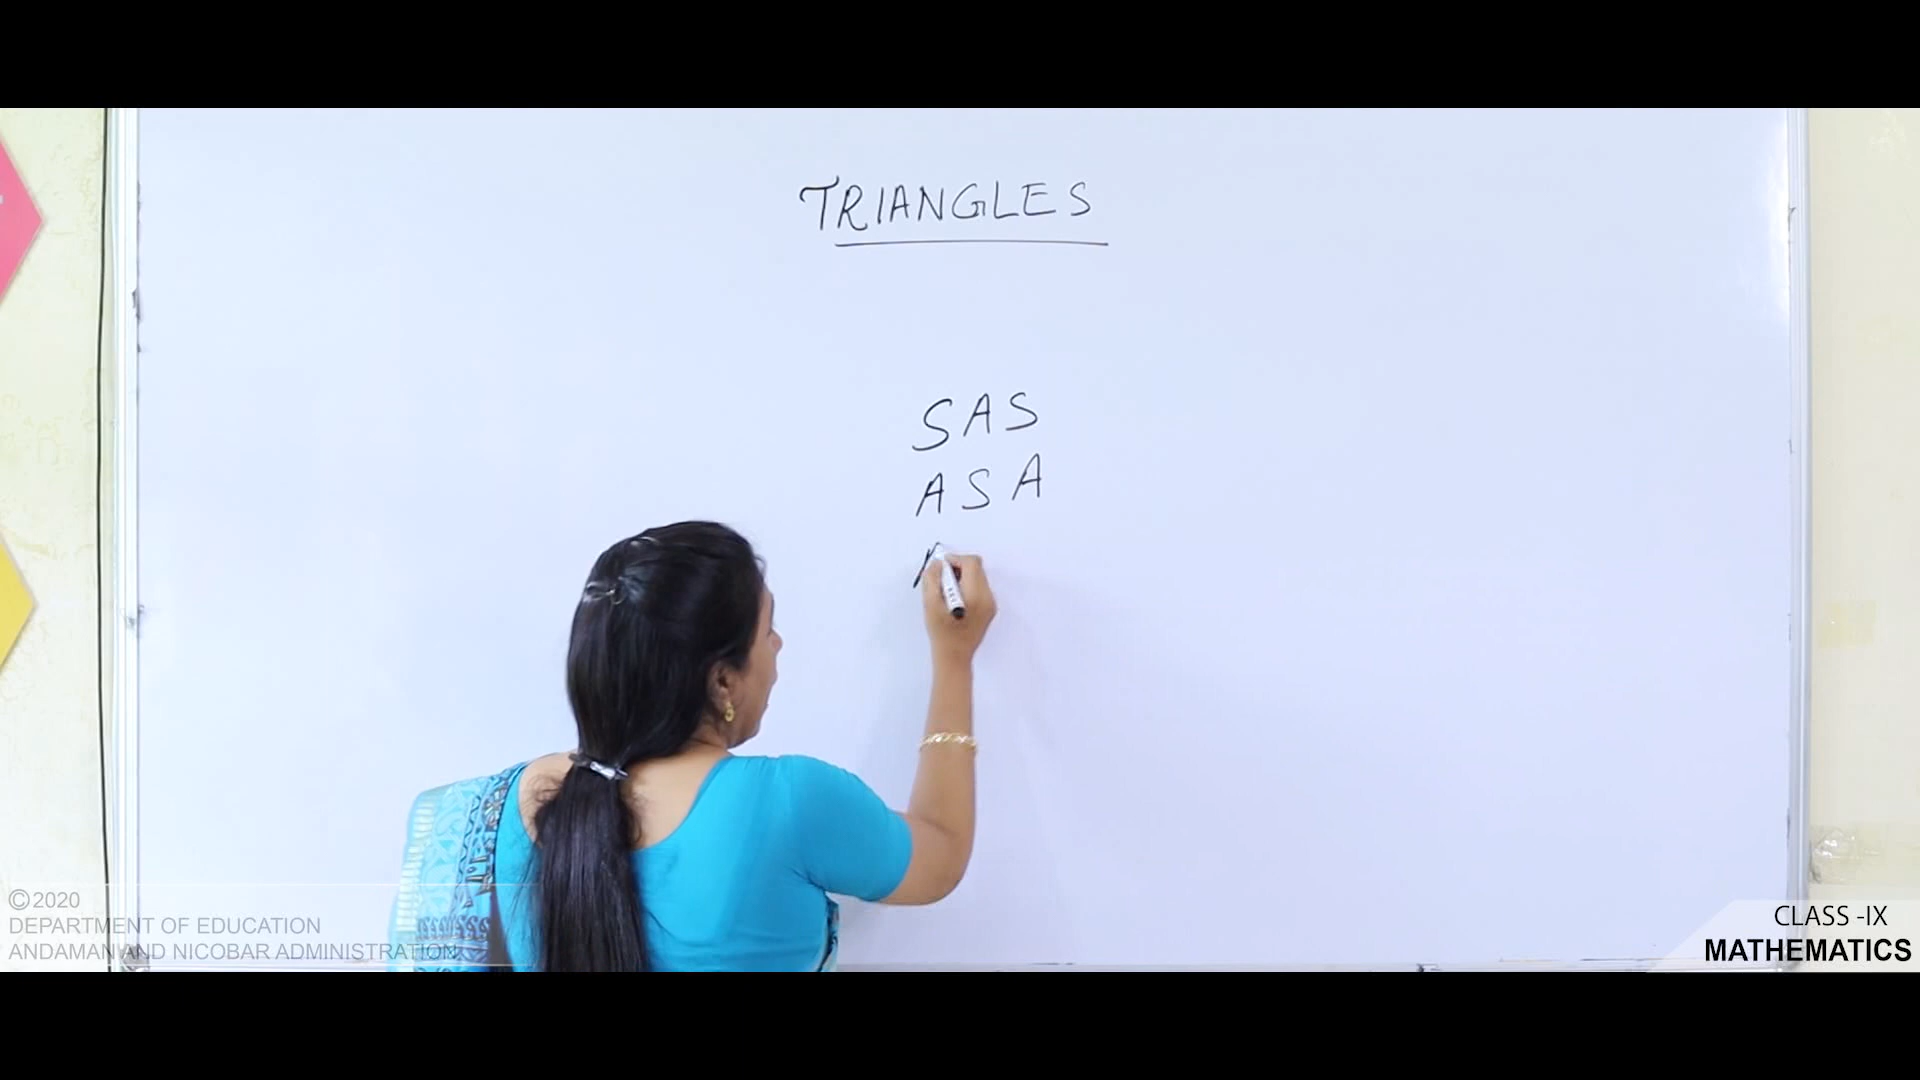 TRIANGLES
SAS
ASA
©2020
DEPARTMENT OF EDUCATION
ANDAMAN AND NICOBAR ADMINISTRATION
CLASS -IX
MATHEMATICS